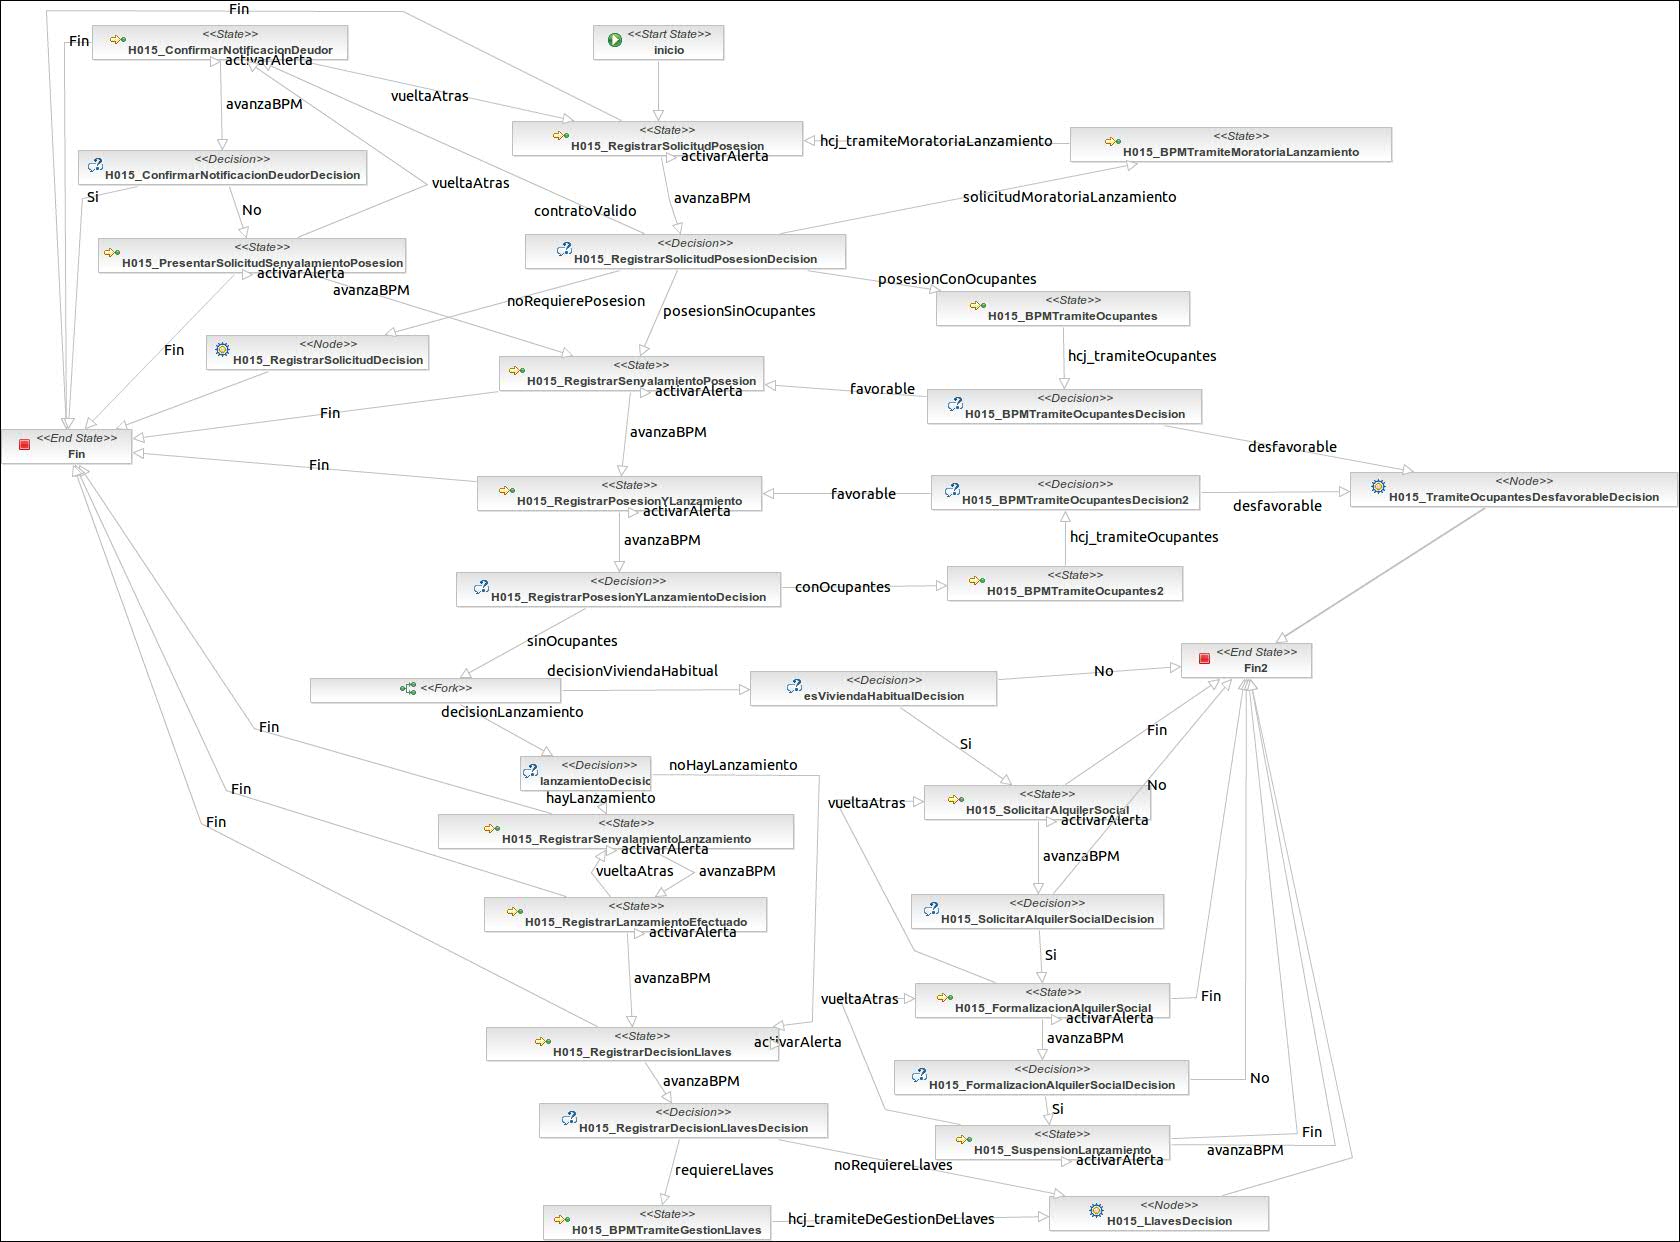 Fin
<<State>>
H015_ConfirmarNotificacionDeudor
Fin
activarAlerta
<<Start State>>
inicio
vueltaAtras
avanzaBPM
<<State>>
H015_RegistrarSolicitudPosesion
activarAlerta
hcj_tramiteMoratoriaLanzamiento
<<State>>
H015_BPMTramiteMoratoriaLanzamiento
<<Decision>>
H015_ConfirmarNotificacionDeudorDecision
vueltaAtras
Si
No
avanzaBPM
solicitudMoratoriaLanzamiento
contratoValido
<<State>>
H015_PresentarSolicitudSenyalamientoPosesion
activarAlerta
<<Decision>>
H015_RegistrarSolicitudPosesionDecision
avanzaBPM
noRequierePosesion
posesionSinOcupantes
posesionConOcupantes
<<State>>
H015_BPMTramiteOcupantes
Fin
<<Node>>
H015_RegistrarSolicitudDecision
hcj_tramiteOcupantes
<<State>>
H015_RegistrarSenyalamientoPosesion
activarAlerta
favorable
<<Decision>>
H015_BPMTramiteOcupantesDecision
Fin
<<End State>>
Fin
avanzaBPM
desfavorable
Fin
<<State>>
H015_RegistrarPosesionYLanzamiento
activarAlerta
favorable
<<Decision>>
H015_BPMTramiteOcupantesDecision2
desfavorable
<<Node>>
H015_TramiteOcupantesDesfavorableDecision
avanzaBPM
hcj_tramiteOcupantes
<<Decision>>
H015_RegistrarPosesionYLanzamientoDecision
conOcupantes
<<State>>
H015_BPMTramiteOcupantes2
sinOcupantes
<<Fork>>
decisionViviendaHabitual
<<Decision>>
esViviendaHabitualDecision
No
<<End State>>
Fin2
decisionLanzamiento
Fin
Si
Fin
<<Decision>>
lanzamientoDecisic
noHayLanzamiento
hayLanzamiento
Fin
vueltaAtras
<<State>>
H015_SolicitarAlquilerSocial
activarAlerta
No
Fin
<<State>>
H015_RegistrarSenyalamientoLanzamiento
activarAlerta
vueltaAtras
avanzaBPM
avanzaBPM
<<State>>
H015_RegistrarLanzamientoEfectuado
activarAlerta
<<Decision>>
H015_SolicitarAlquilerSocialDecision
avanzaBPM
Si
vueltaAtras
<<State>>
H015_FormalizacionAlquilerSocial
activarAlerta
Fin
<<State>>
H015_RegistrarDecisionLlaves
activarAlerta
avanzaBPM
avanzaBPM
<<Decision>>
H015_FormalizacionAlquilerSocialDecision
No
Si
<<Decision>>
H015_RegistrarDecisionLlavesDecision
<<State>>
H015_SuspensionLanzamiento
activarAlerta
Fin
avanzaBPM
requiereLlaves
noRequiereLlaves
<<State>>
H015_BPMTramiteGestionLlaves
hcj_tramiteDeGestionDeLlaves
<<Node>>
H015_LlavesDecision